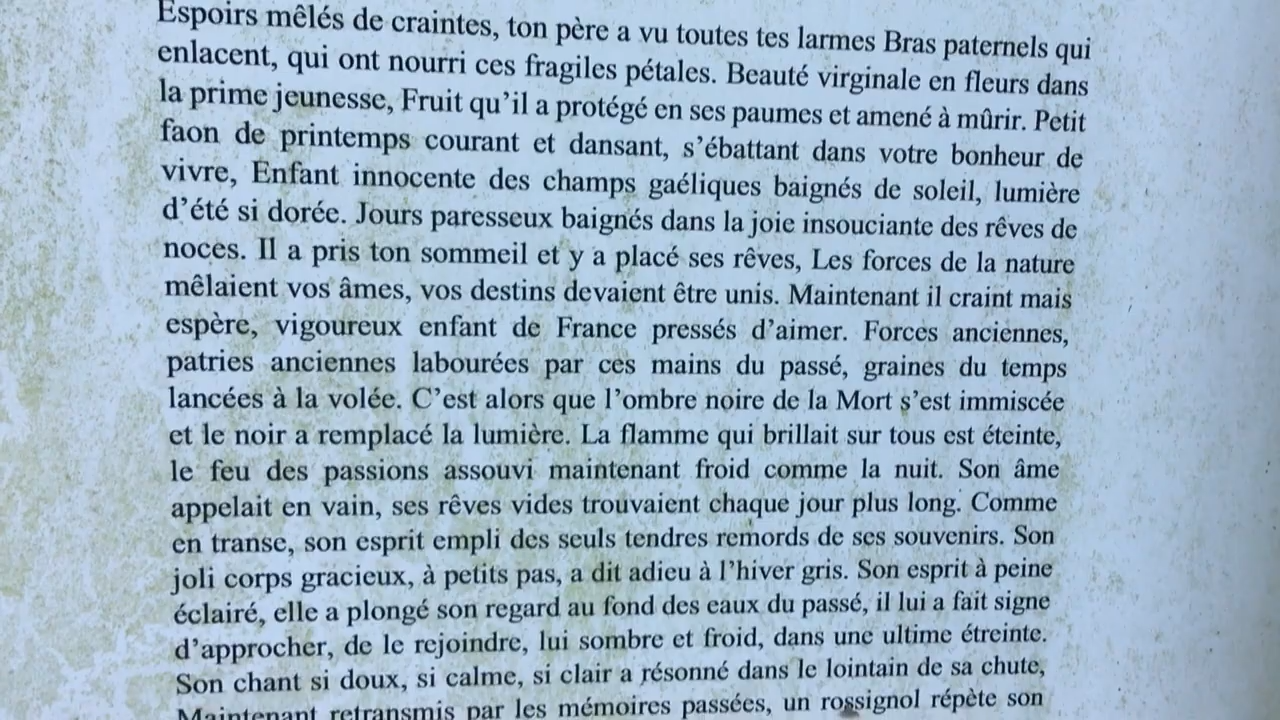 Espoirs mêlés de craintes, ton père a vu toutes tes larmes Bras paternels qui
enlacent, qui ont nourri ces fragiles pétales. Beauté virginale en fleurs dans
la prime jeunesse, Fruit qu’il a protégé en ses paumes et amené à mûrir. Petit
faon de printemps courant et dansant, s’ébattant dans votre bonheur de
vivre, Enfant innocente des champs gaéliques baignés de soleil, lumière
d’été si dorée. Jours paresseux baignés dans la joie insouciante des rêves de
noces. Il a pris ton sommeil et y a placé ses rêves, Les forces de la nature
mêlaient vos âmes, vos destins devaient être unis. Maintenant il craint mais
espère, vigoureux enfant de France pressés d’aimer. Forces anciennes,
patries anciennes labourées par ces mains du passé, graines du temps
lancées à la volée. C’est alors que l’ombre noire de la Mort s’est immiscée
et le noir a remplacé la lumière. La flamme qui brillait sur tous est éteinte,
le feu des passions assouvi maintenant froid comme la nuit. Son âme
appelait en vain, ses rêves vides trouvaient chaque jour plus long. Comme
en transe, son esprit empli des seuls tendres remords de ses souvenirs. Son
joli corps gracieux, à petits pas, a dit adieu à l’hiver gris. Son esprit à peine
éclairé, elle a plongé son regard au fond des eaux du passé, il lui a fait signe
d’approcher, de le rejoindre, lui sombre et froid, dans une ultime étreinte.
Son chant si doux, si calme, si clair a résonné dans le lointain de sa chute,
Maintenant retransmis par les mémoires passées, un rossignol répète son